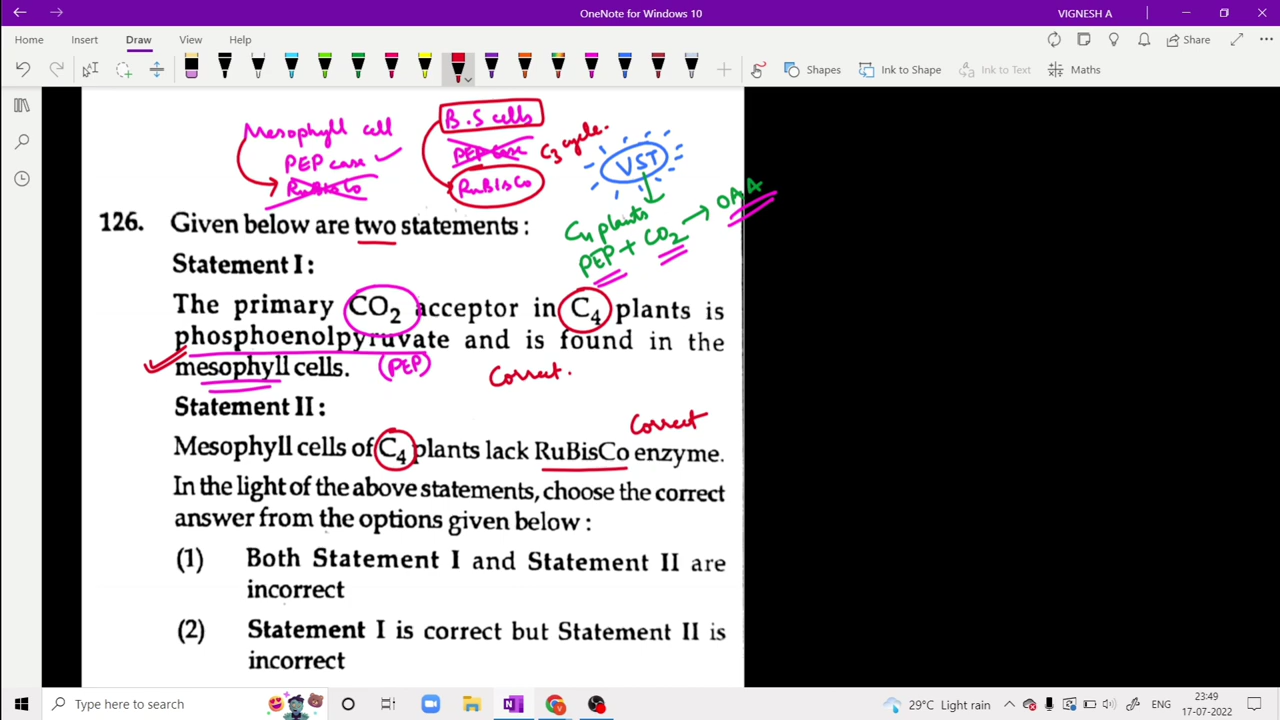 OneNote for Windows 10
VIGNESH A
Home Insert Draw View Help
Share
Shapes
Ink to Shape
Ink to Text
Maths
Mesophyll cell
PEP case ✓
RuBisCo
B.S cells
PEP case
RuBisCo
C3 cycle.
VST
C4 plants
PEP + CO2 → OAA
126. Given below are two statements :
Statement I :
The primary CO2 acceptor in C4 plants is
phosphoenolpyruvate and is found in the
mesophyll cells.
(PEP)
Correct.
Statement II :
Correct
Mesophyll cells of C4 plants lack RuBisCo enzyme.
In the light of the above statements, choose the correct
answer from the options given below :
(1) Both Statement I and Statement II are
incorrect
(2) Statement I is correct but Statement II is
incorrect
Type here to search
29°C Light rain
ENG
23:49
17-07-2022